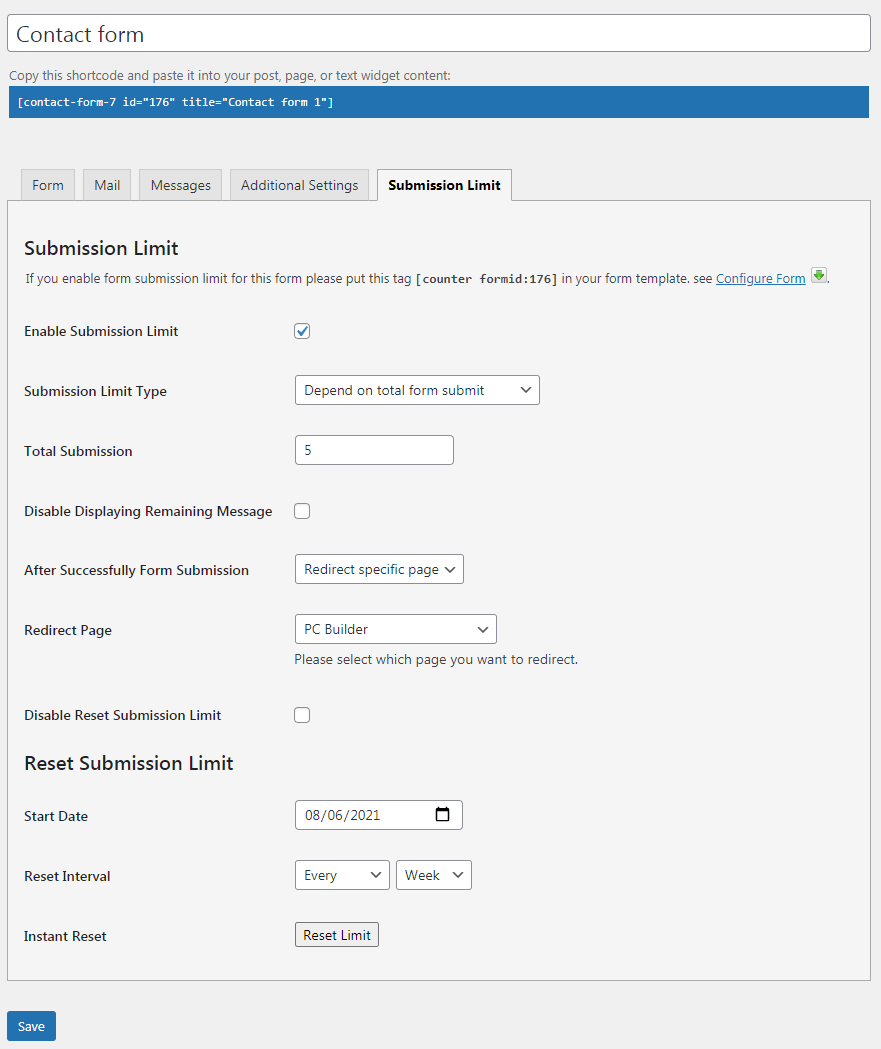 Contact form
Copy this shortcode and paste it into your post, page, or text widget content:
[contact-form-7 id="176" title="Contact form 1"]
Form Mail Messages Additional Settings Submission Limit
Submission Limit
If you enable form submission limit for this form please put this tag [counter formid:176] in your form template. see Configure Form .
Enable Submission Limit
Submission Limit Type Depend on total form submit
Total Submission 5
Disable Displaying Remaining Message
After Successfully Form Submission Redirect specific page
Redirect Page PC Builder
Please select which page you want to redirect.
Disable Reset Submission Limit
Reset Submission Limit
Start Date 08/06/2021
Reset Interval Every Week
Instant Reset Reset Limit
Save